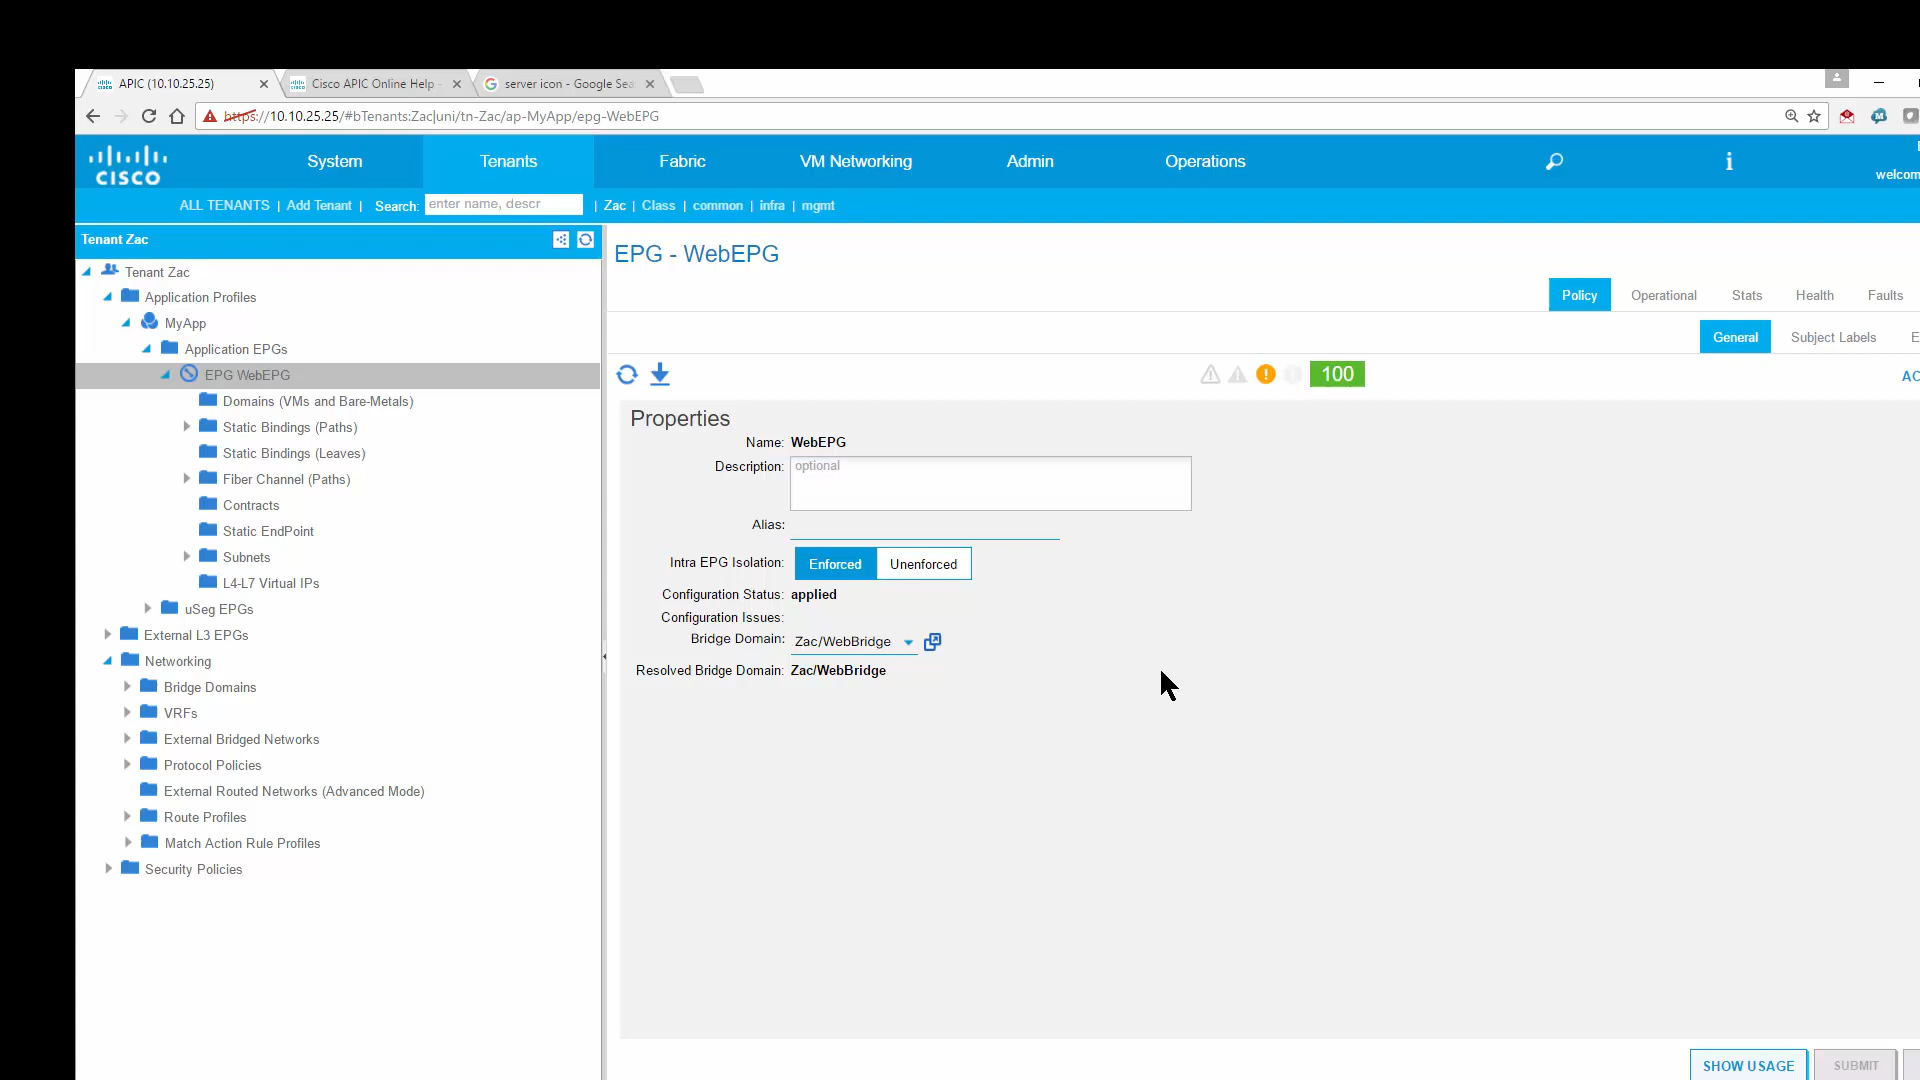 APIC (10.10.25.25)
Cisco APIC Online Help -
server icon - Google Sea
https://10.10.25.25/#bTenants:Zac|uni/tn-Zac/ap-MyApp/epg-WebEPG
CISCO
System
Tenants
Fabric
VM Networking
Admin
Operations
i
welcom
ALL TENANTS | Add Tenant | Search: enter name, descr | Zac | Class | common | infra | mgmt
Tenant Zac
Tenant Zac
Application Profiles
MyApp
Application EPGs
EPG WebEPG
Domains (VMs and Bare-Metals)
Static Bindings (Paths)
Static Bindings (Leaves)
Fiber Channel (Paths)
Contracts
Static EndPoint
Subnets
L4-L7 Virtual IPs
uSeg EPGs
External L3 EPGs
Networking
Bridge Domains
VRFs
External Bridged Networks
Protocol Policies
External Routed Networks (Advanced Mode)
Route Profiles
Match Action Rule Profiles
Security Policies
EPG - WebEPG
Policy
Operational
Stats
Health
Faults
General
Subject Labels
E
100
AC
Properties
Name: WebEPG
Description: optional
Alias:
Intra EPG Isolation: Enforced Unenforced
Configuration Status: applied
Configuration Issues:
Bridge Domain: Zac/WebBridge
Resolved Bridge Domain: Zac/WebBridge
SHOW USAGE
SUBMIT